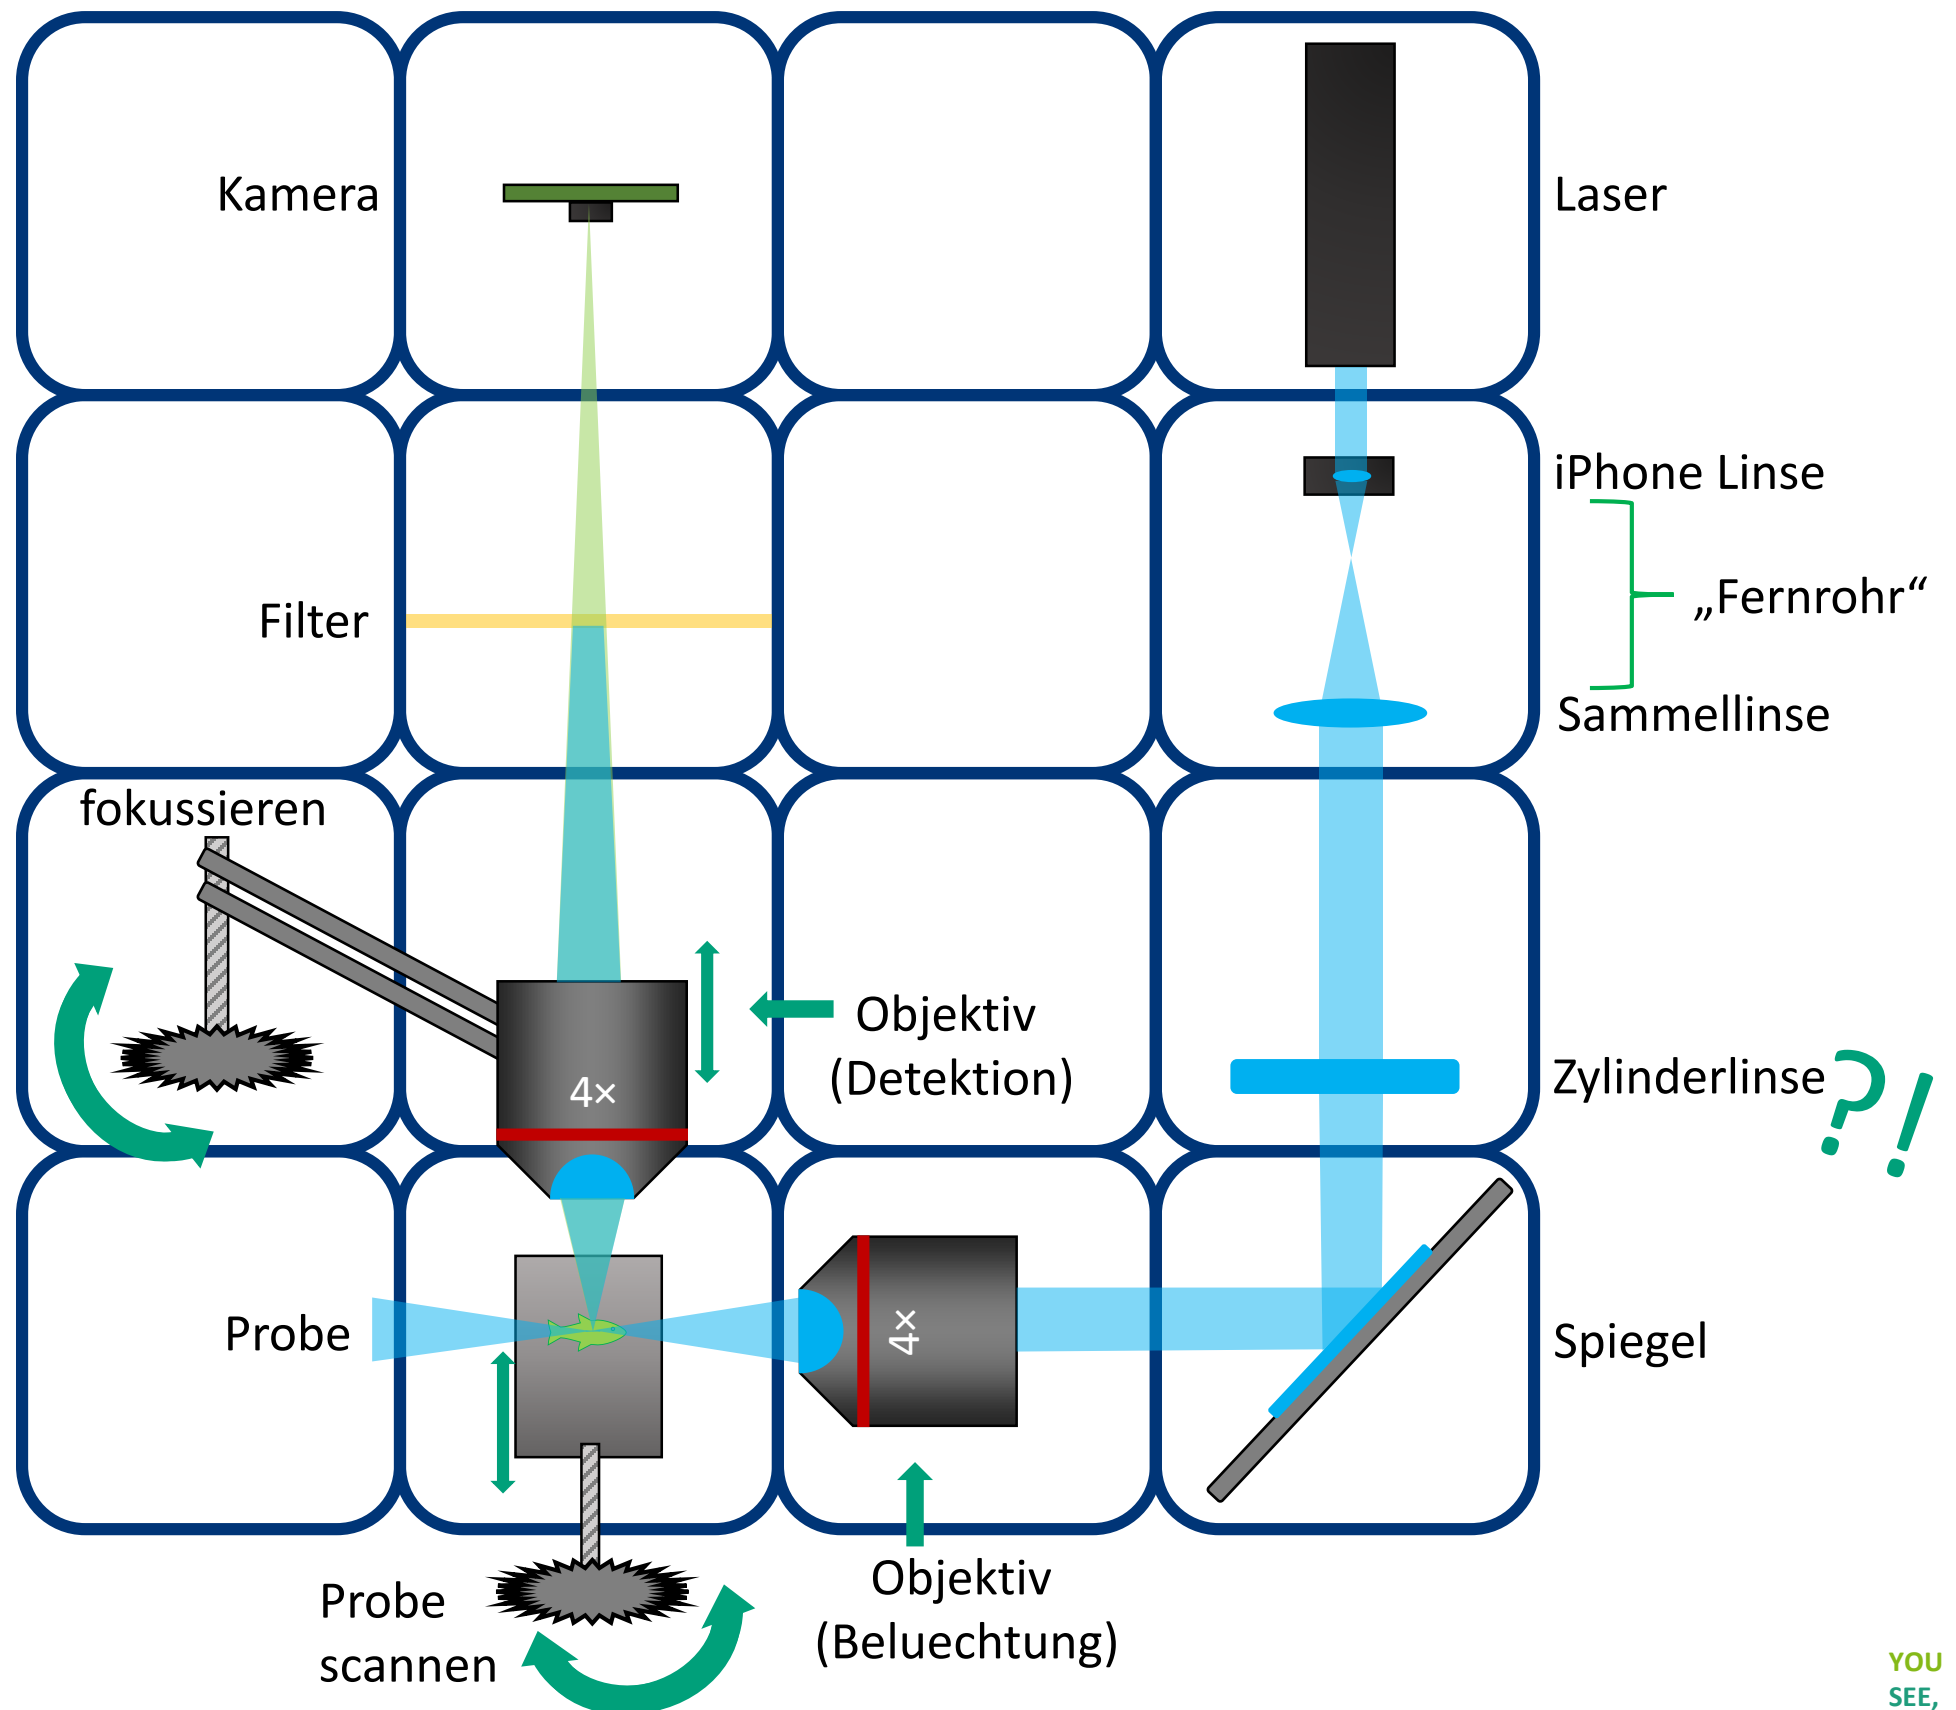 Kamera
Laser
iPhone Linse
„Fernrohr“
Filter
Sammellinse
fokussieren
Objektiv
(Detektion)
4×
Zylinderlinse
?!
Probe
4×
Spiegel
Objektiv
(Beluechtung)
Probe
scannen
YOU
SEE,